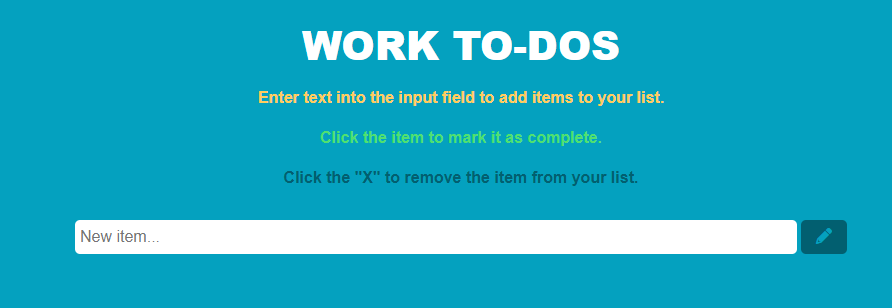 WORK TO-DOS
Enter text into the input field to add items to your list.
Click the item to mark it as complete.
Click the "X" to remove the item from your list.
New item...